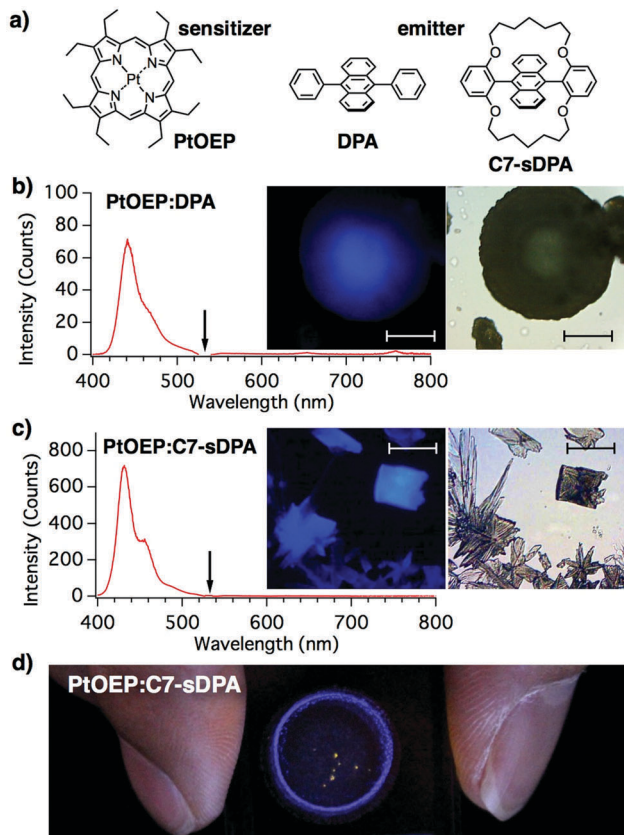 a)
sensitizer
emitter
Pt
N
N
N
N
O
O
O
O
PtOEP
DPA
C7-sDPA
b)
PtOEP:DPA
Intensity (Counts)
100
80
60
40
20
0
400 500 600 700 800
Wavelength (nm)
c)
PtOEP:C7-sDPA
Intensity (Counts)
800
600
400
200
0
400 500 600 700 800
Wavelength (nm)
d)
PtOEP:C7-sDPA